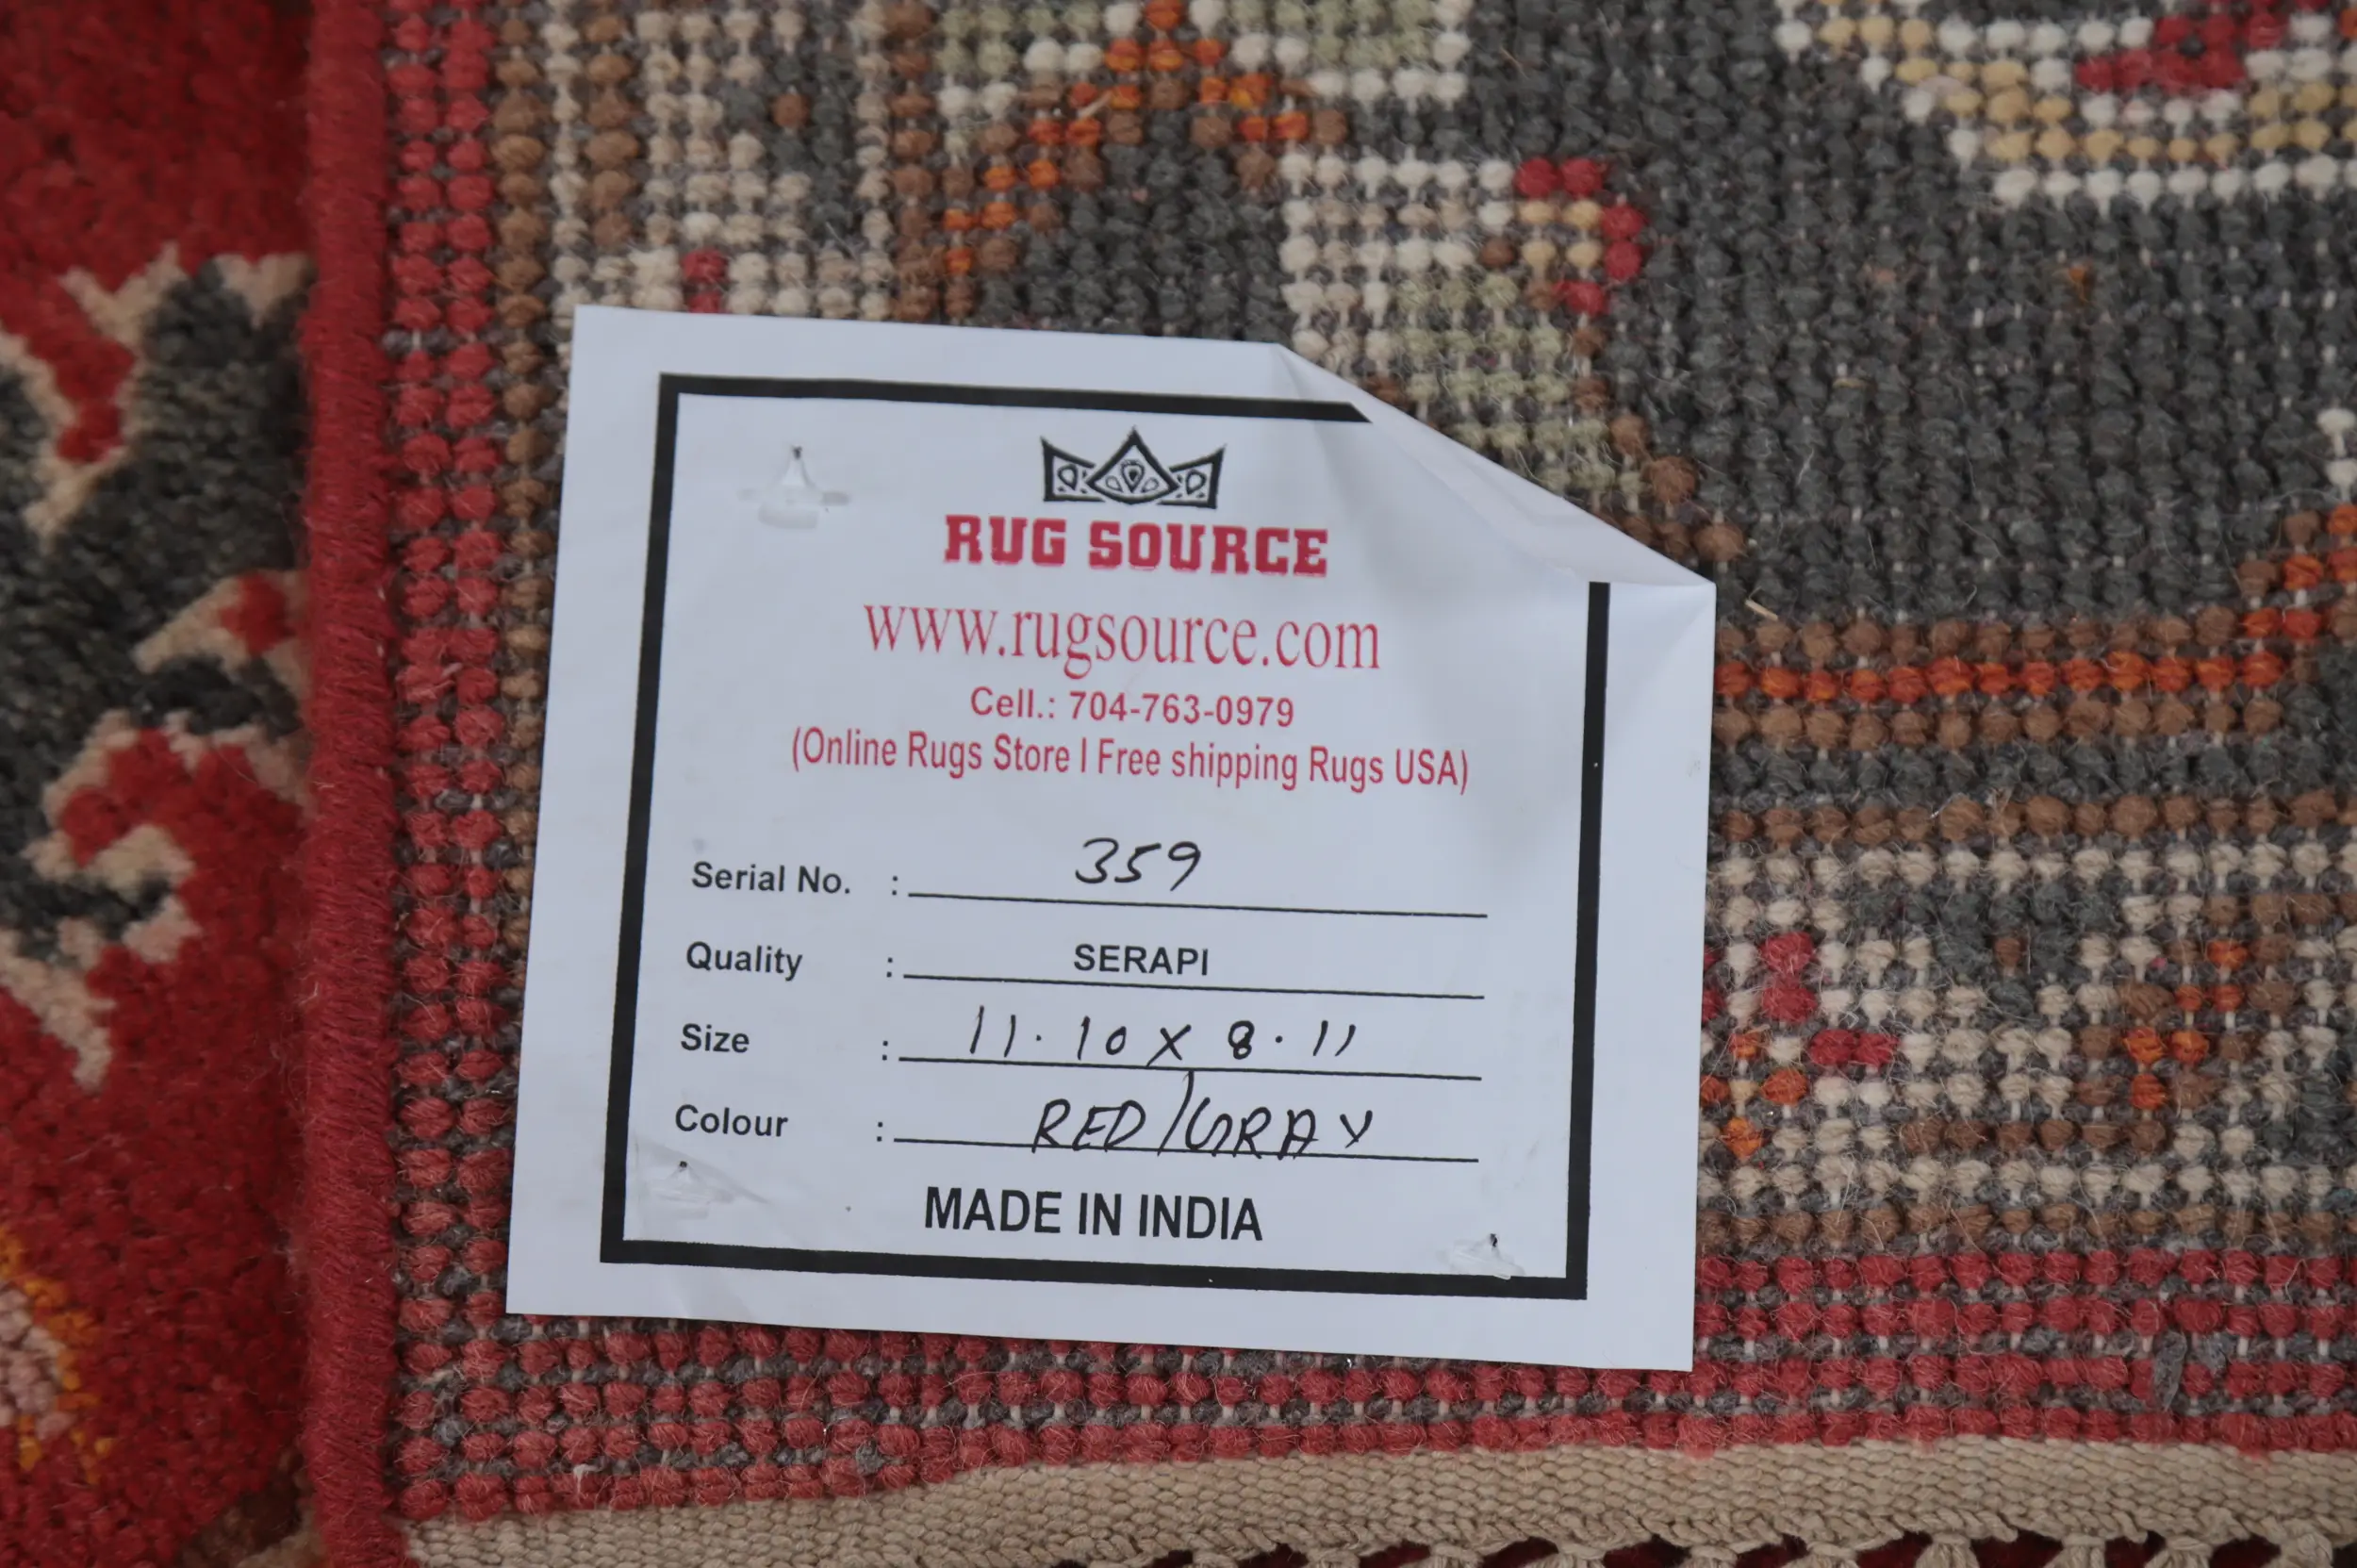 RUG SOURCE
www.rugsource.com
Cell.: 704-763-0979
(Online Rugs Store I Free shipping Rugs USA)
Serial No. : 359
Quality : SERAPI
Size : 11.10 x 8.11
Colour : RED/GRAY
MADE IN INDIA